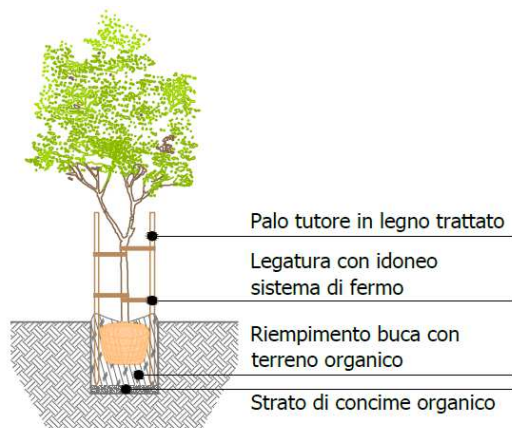 Palo tutore in legno trattato
Legatura con idoneo
sistema di fermo
Riempimento buca con
terreno organico
Strato di concime organico